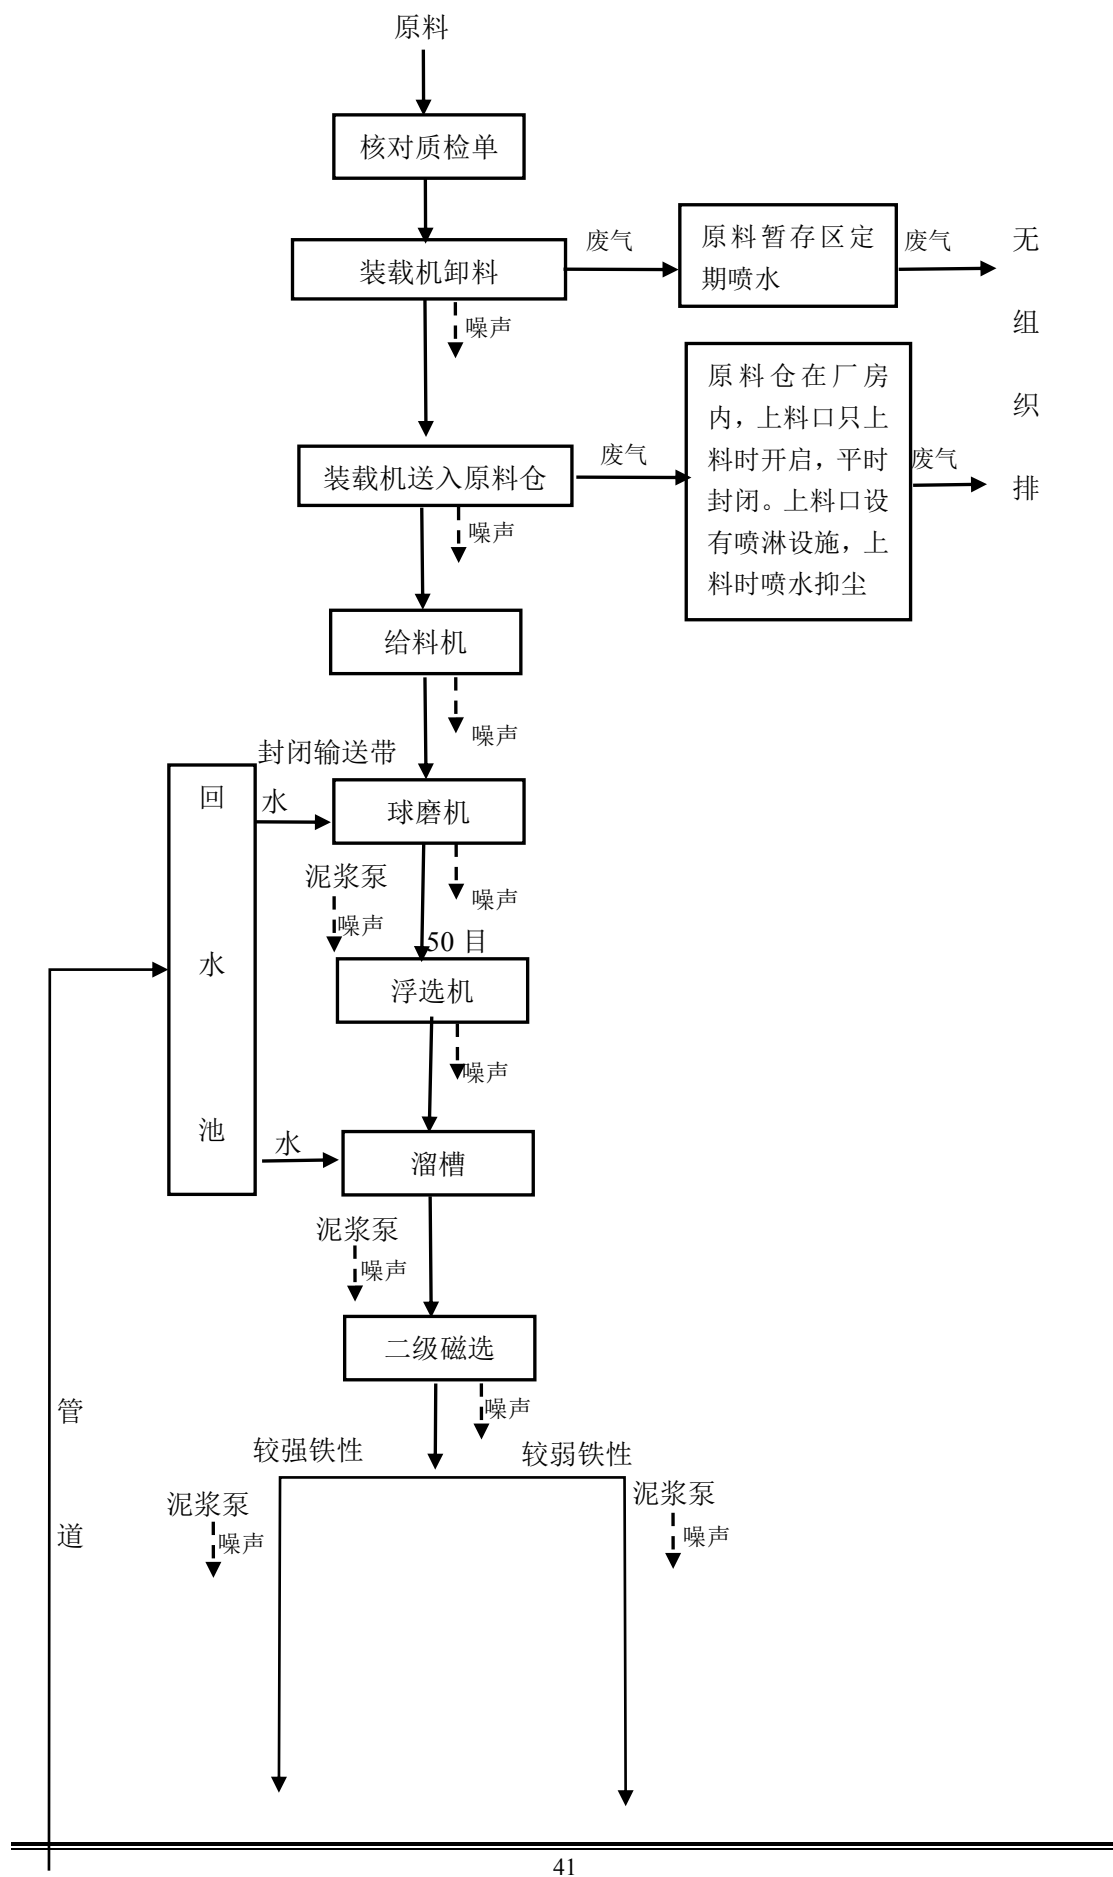 原料
核对质检单
装载机卸料
废气
原料暂存区定
期喷水
废气
无
组
织
排
噪声
装载机送入原料仓
废气
原料仓在厂房
内，上料口只上
料时开启，平时
封闭。上料口设
有喷淋设施，上
料时喷水抑尘
废气
噪声
给料机
噪声
封闭输送带
回
水
池
水
球磨机
泥浆泵
噪声
噪声
50 目
浮选机
噪声
水
溜槽
泥浆泵
噪声
二级磁选
噪声
管
道
较强铁性
较弱铁性
泥浆泵
噪声
泥浆泵
噪声
41